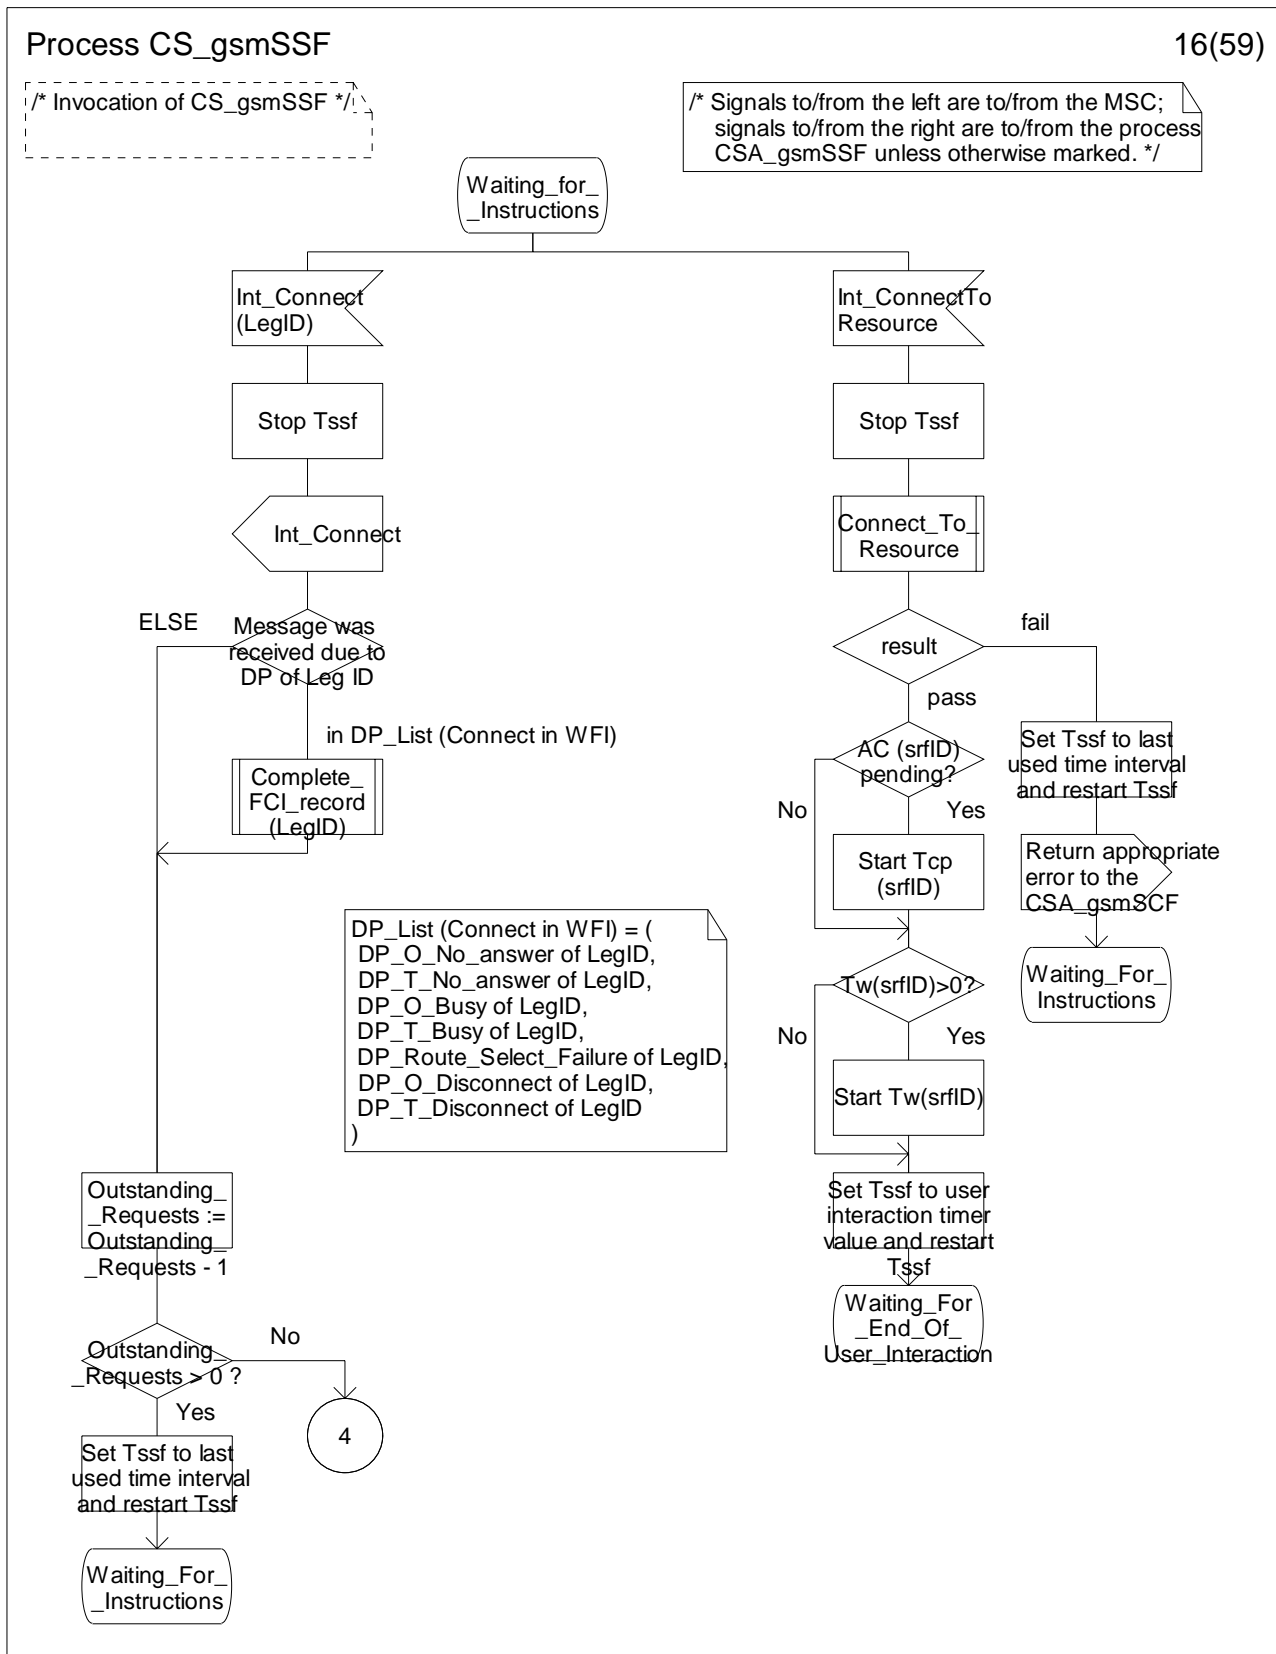 Process CS_gsmSSF
16(59)
/* Invocation of CS_gsmSSF */
/* Signals to/from the left are to/from the MSC;
signals to/from the right are to/from the process
CSA_gsmSSF unless otherwise marked. */
Waiting_for_
_Instructions
Int_Connect
(LegID)
Stop Tssf
Int_Connect
Message was
received due to
DP of Leg ID
ELSE
in DP_List (Connect in WFI)
Complete_
FCI_record
(LegID)
DP_List (Connect in WFI) = (
DP_O_No_answer of LegID,
DP_T_No_answer of LegID,
DP_O_Busy of LegID,
DP_T_Busy of LegID,
DP_Route_Select_Failure of LegID,
DP_O_Disconnect of LegID,
DP_T_Disconnect of LegID
)
Outstanding_
_Requests :=
Outstanding_
_Requests - 1
Outstanding_
_Requests > 0 ?
No
4
Yes
Set Tssf to last
used time interval
and restart Tssf
Waiting_For_
_Instructions
Int_ConnectTo
Resource
Stop Tssf
Connect_To_
Resource
result
fail
pass
AC (srfID)
pending?
No
Yes
Start Tcp
(srfID)
Tw(srfID)>0?
No
Yes
Start Tw(srfID)
Set Tssf to user
interaction timer
value and restart
Tssf
Waiting_For
_End_Of_
User_Interaction
Set Tssf to last
used time interval
and restart Tssf
Return appropriate
error to the
CSA_gsmSCF
Waiting_For_
_Instructions